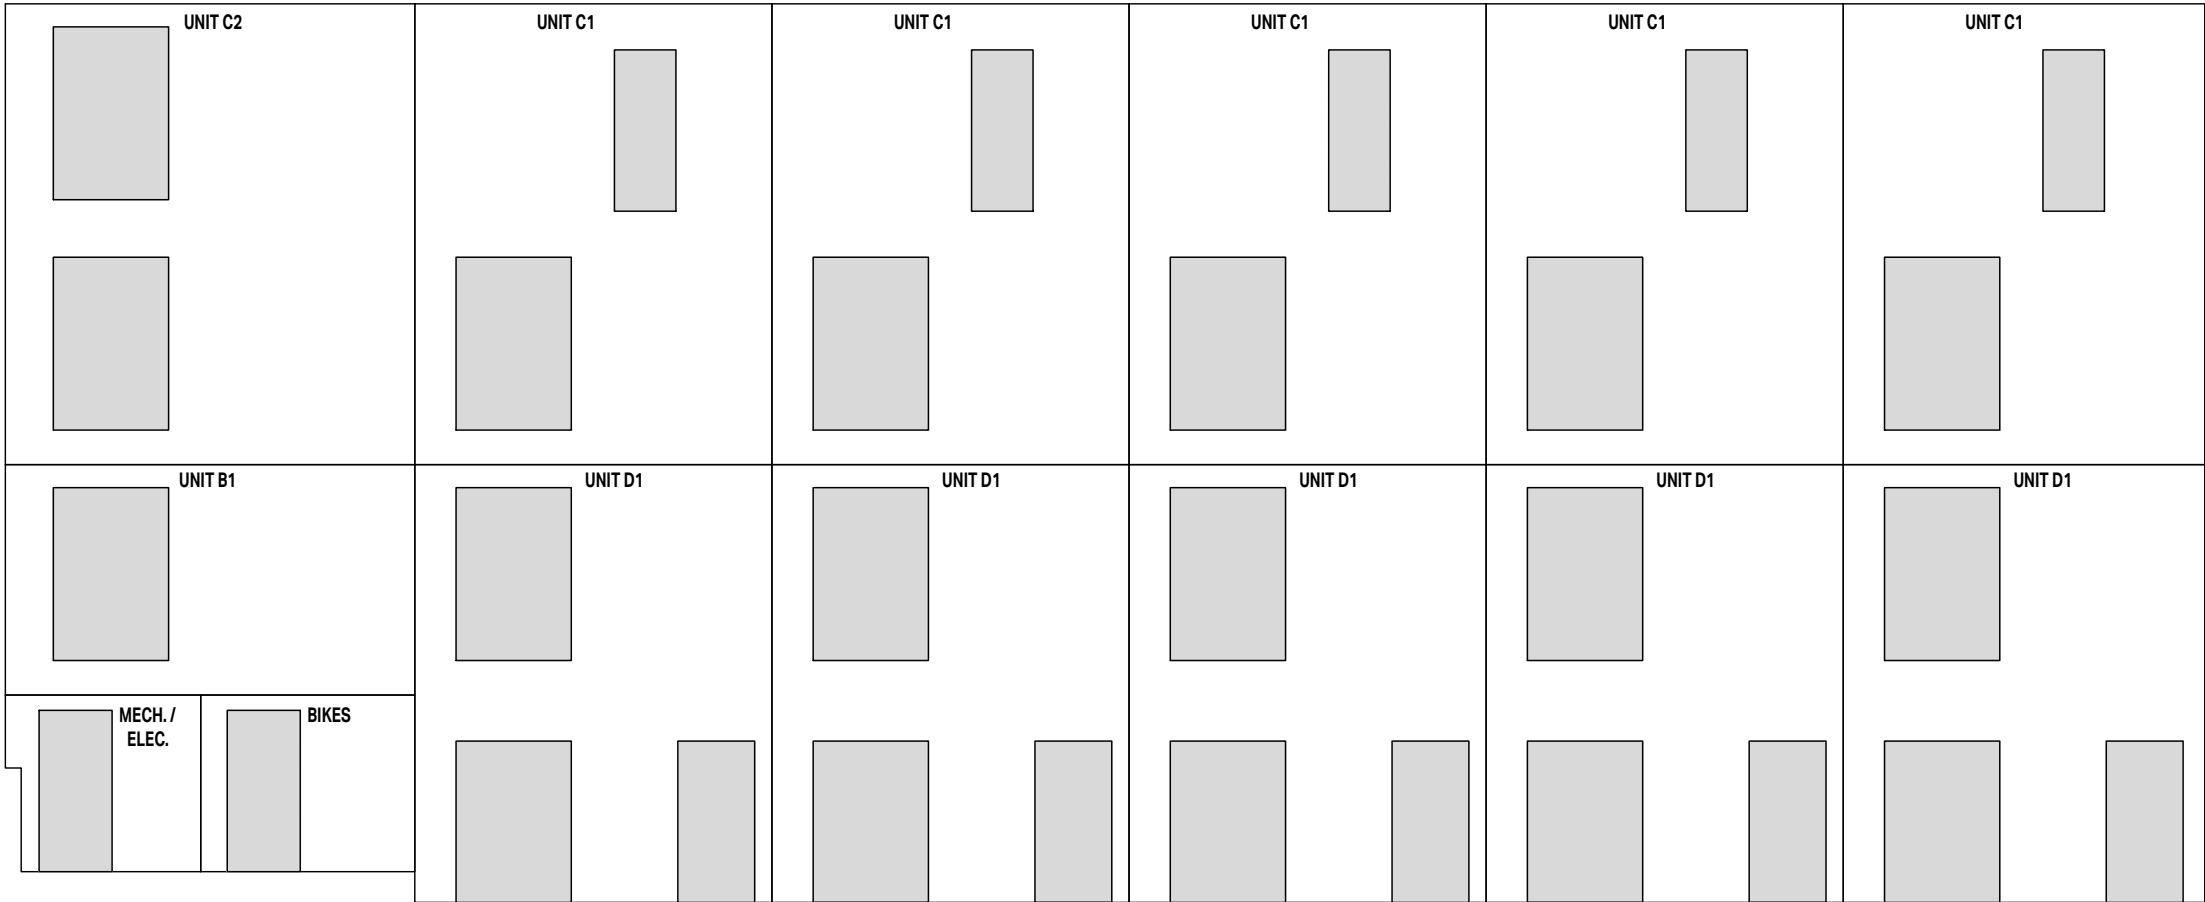 UNIT C2
UNIT C1
UNIT C1
UNIT C1
UNIT C1
UNIT C1
UNIT B1
UNIT D1
UNIT D1
UNIT D1
UNIT D1
UNIT D1
MECH. /
ELEC.
BIKES